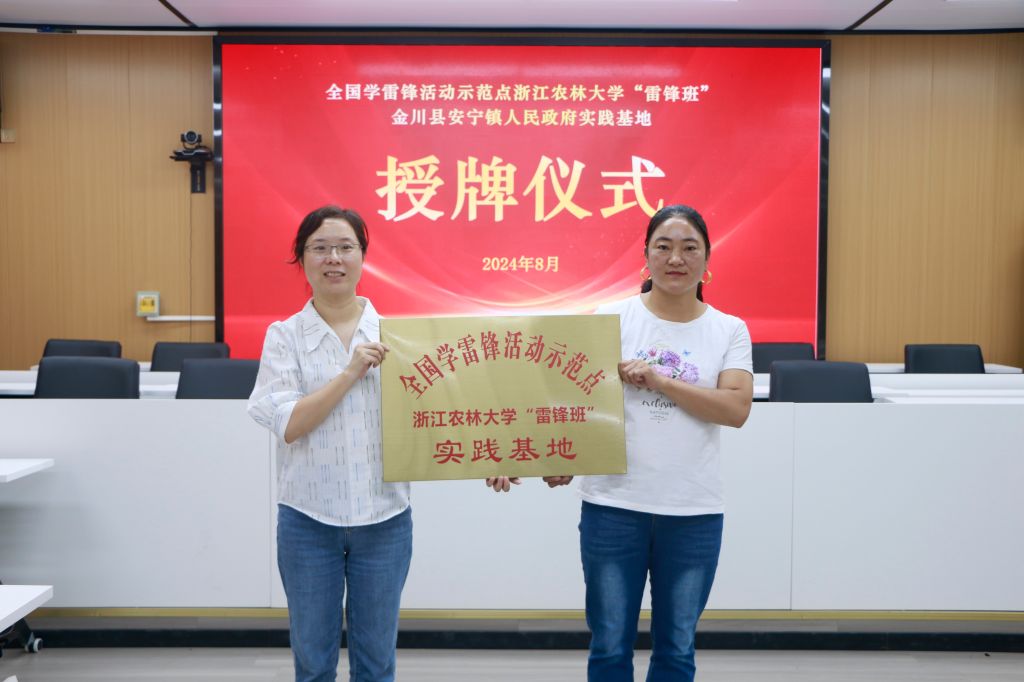 全国学雷锋活动示范点浙江农林大学“雷锋班”
金川县安宁镇人民政府实践基地
授牌仪式
2024年8月
全国学雷锋活动示范点
浙江农林大学“雷锋班”
实践基地